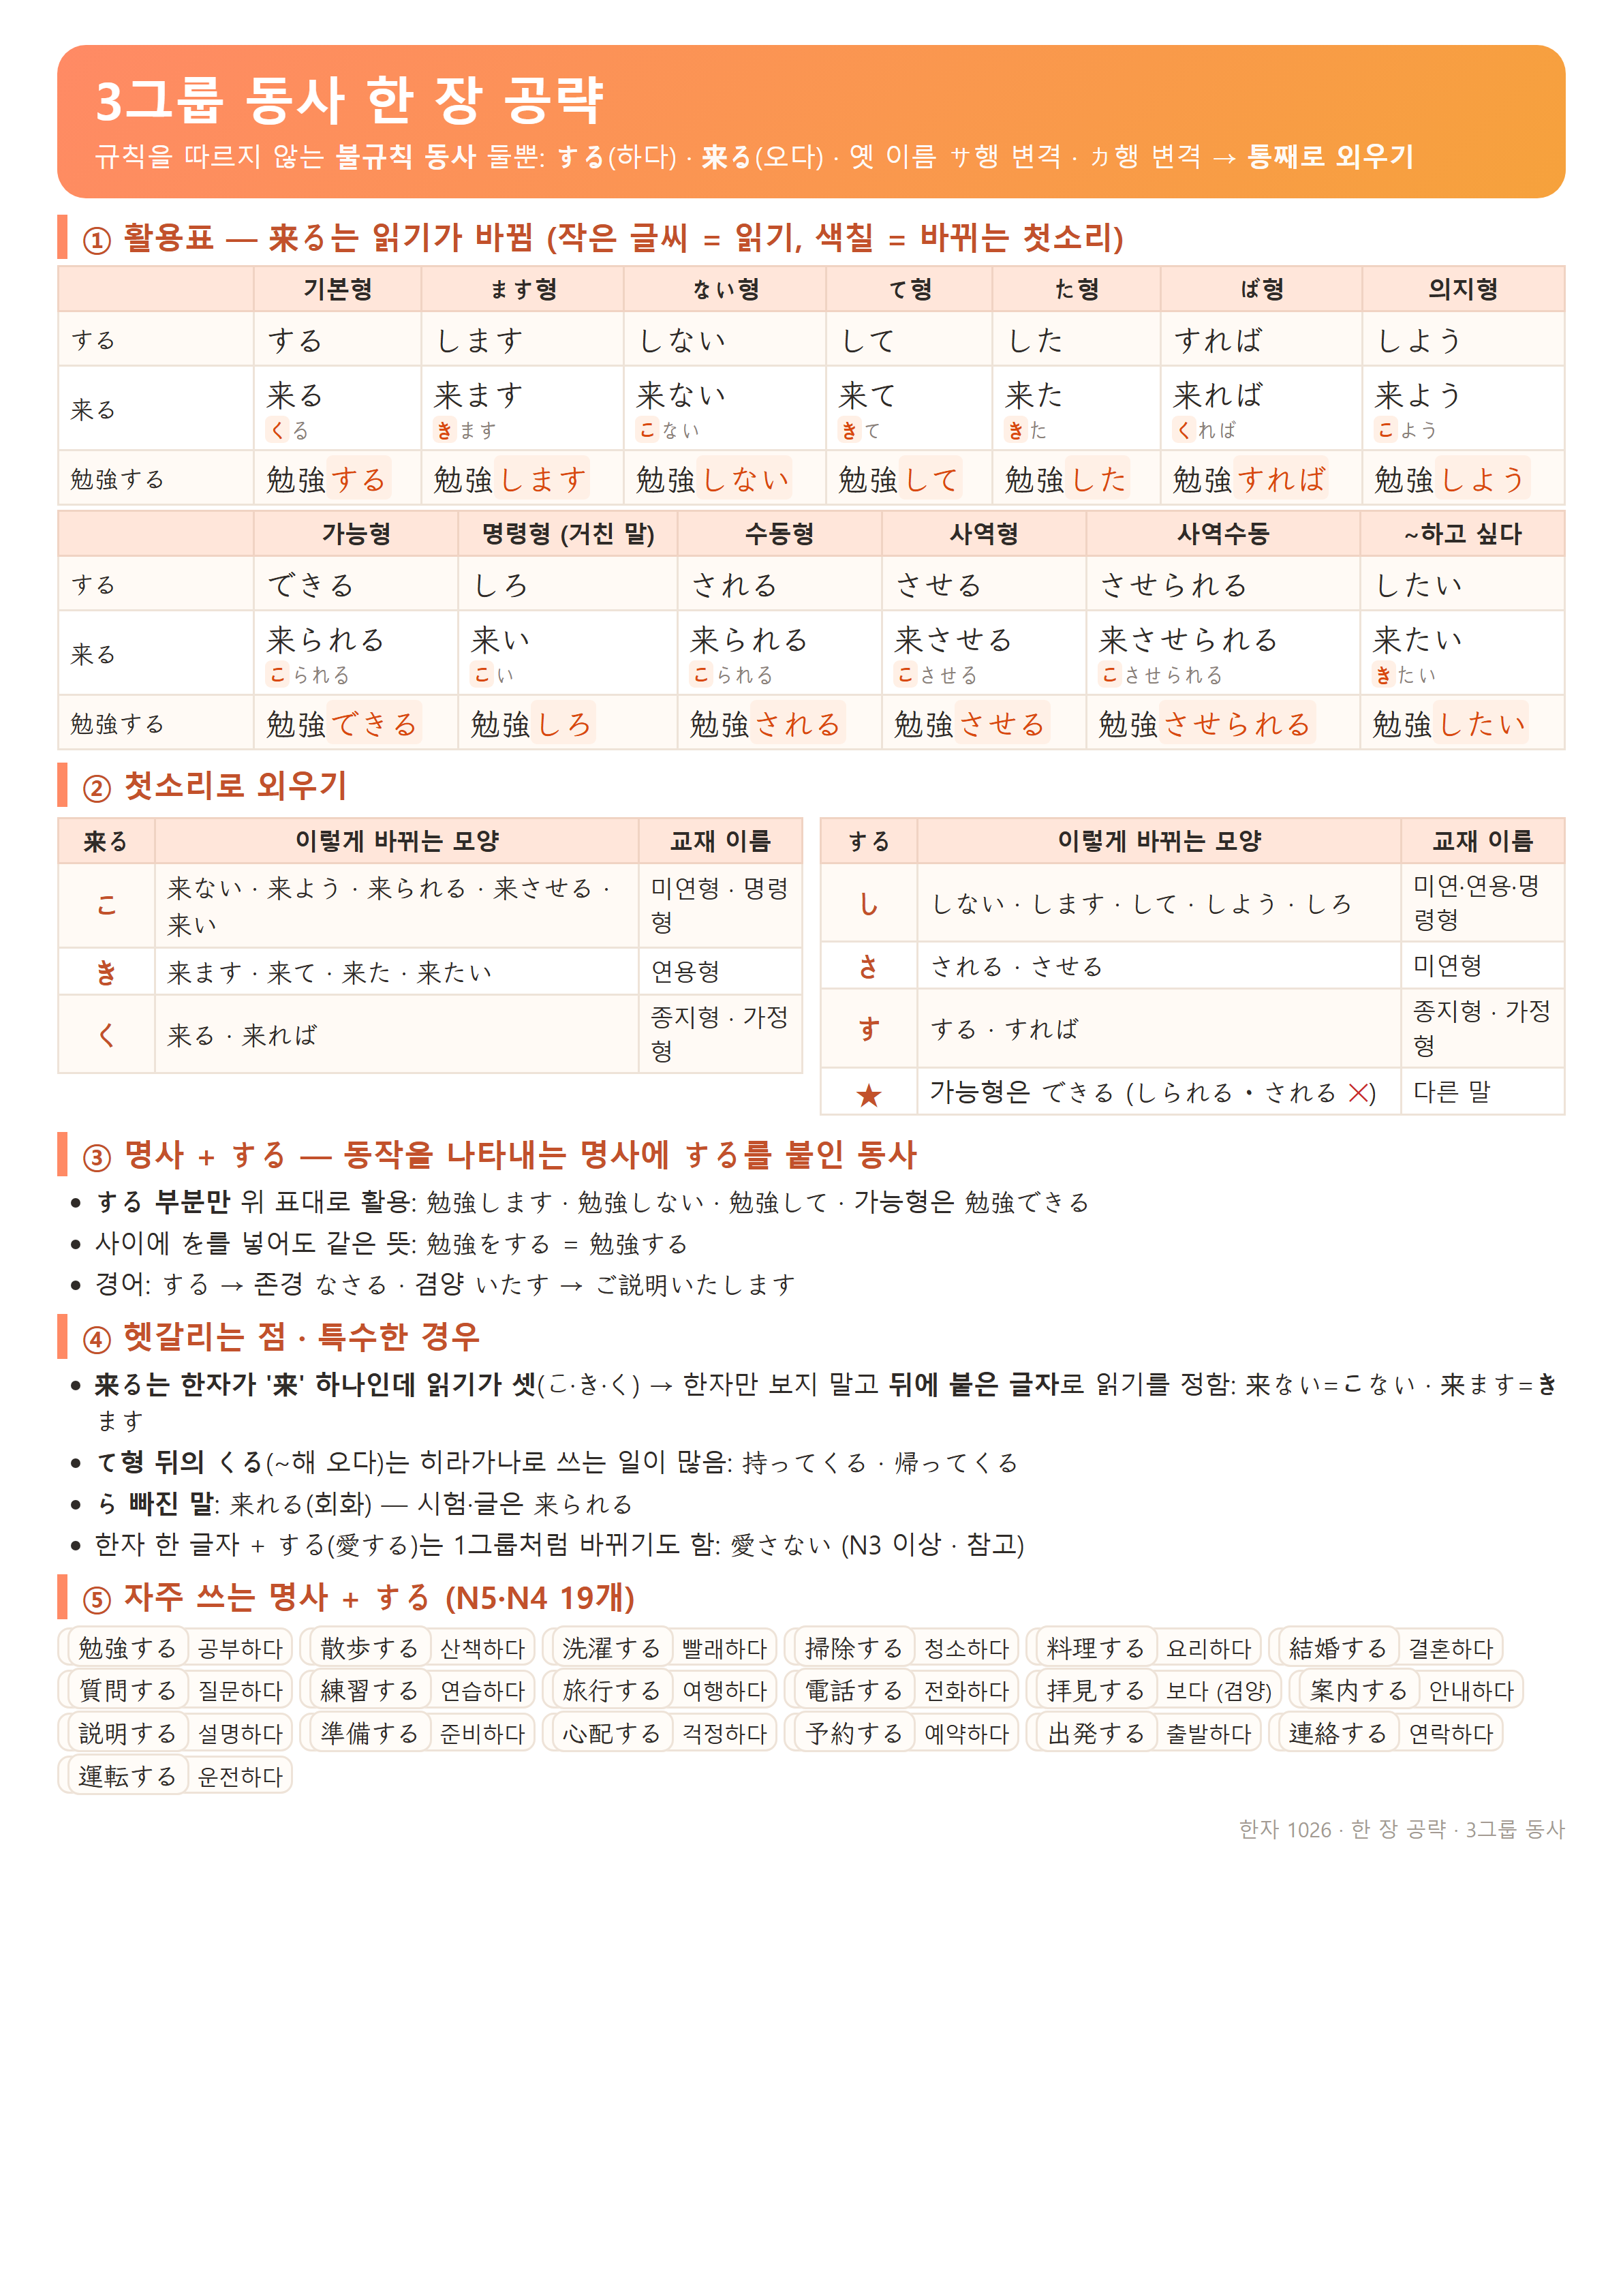 3그룹 동사 한 장 공략
규칙을 따르지 않는 불규칙 동사 둘뿐: する(하다) · 来る(오다) · 옛 이름 サ행 변격 · カ행 변격 → 통째로 외우기
① 활용표 — 来る는 읽기가 바뀜 (작은 글씨 = 읽기, 색칠 = 바뀌는 첫소리)
기본형 ます형 ない형 て형 た형 ば형 의지형
する する します しない して した すれば しよう
来る 来る 来ます 来ない 来て 来た 来れば 来よう
くる きます こない きて きた くれば こよう
勉強する 勉強する 勉強します 勉強しない 勉強して 勉強した 勉強すれば 勉強しよう
가능형 명령형 (거친 말) 수동형 사역형 사역수동 ~하고 싶다
する できる しろ される させる させられる したい
来る 来られる 来い 来られる 来させる 来させられる 来たい
こられる こい こられる こさせる こさせられる きたい
勉強する 勉強できる 勉強しろ 勉強される 勉強させる 勉強させられる 勉強したい
② 첫소리로 외우기
来る 이렇게 바뀌는 모양 교재 이름
こ 来ない · 来よう · 来られる · 来させる ·
来い
미연형 · 명령
형
き 来ます · 来て · 来た · 来たい 연용형
く 来る · 来れば 종지형 · 가정
형
する 이렇게 바뀌는 모양 교재 이름
し しない · します · して · しよう · しろ 미연·연용·명
령형
さ される · させる 미연형
す する · すれば 종지형 · 가정
형
★ 가능형은 できる (しられる・される ✕) 다른 말
③ 명사 + する — 동작을 나타내는 명사에 する를 붙인 동사
• する 부분만 위 표대로 활용: 勉強します · 勉強しない · 勉強して · 가능형은 勉強できる
• 사이에 を를 넣어도 같은 뜻: 勉強をする = 勉強する
• 경어: する → 존경 なさる · 겸양 いたす → ご説明いたします
④ 헷갈리는 점 · 특수한 경우
• 来る는 한자가 '来' 하나인데 읽기가 셋(こ·き·く) → 한자만 보지 말고 뒤에 붙은 글자로 읽기를 정함: 来ない=こない · 来ます=き
ます
• て형 뒤의 くる(~해 오다)는 히라가나로 쓰는 일이 많음: 持ってくる · 帰ってくる
• ら 빠진 말: 来れる(회화) — 시험·글은 来られる
• 한자 한 글자 + する(愛する)는 1그룹처럼 바뀌기도 함: 愛さない (N3 이상 · 참고)
⑤ 자주 쓰는 명사 + する (N5·N4 19개)
勉強する 공부하다 散歩する 산책하다 洗濯する 빨래하다 掃除する 청소하다 料理する 요리하다 結婚する 결혼하다
質問する 질문하다 練習する 연습하다 旅行する 여행하다 電話する 전화하다 拝見する 보다 (겸양) 案内する 안내하다
説明する 설명하다 準備する 준비하다 心配する 걱정하다 予約する 예약하다 出発する 출발하다 連絡する 연락하다
運転する 운전하다
한자 1026 · 한 장 공략 · 3그룹 동사